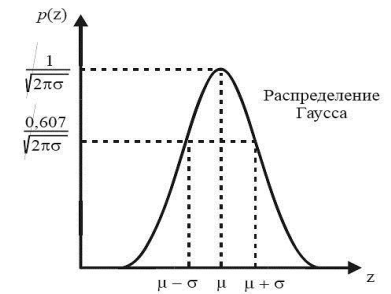 p(z)
1
√2πσ
Распределение
Гаусса
0,607
√2πσ
μ – σ μ μ + σ z